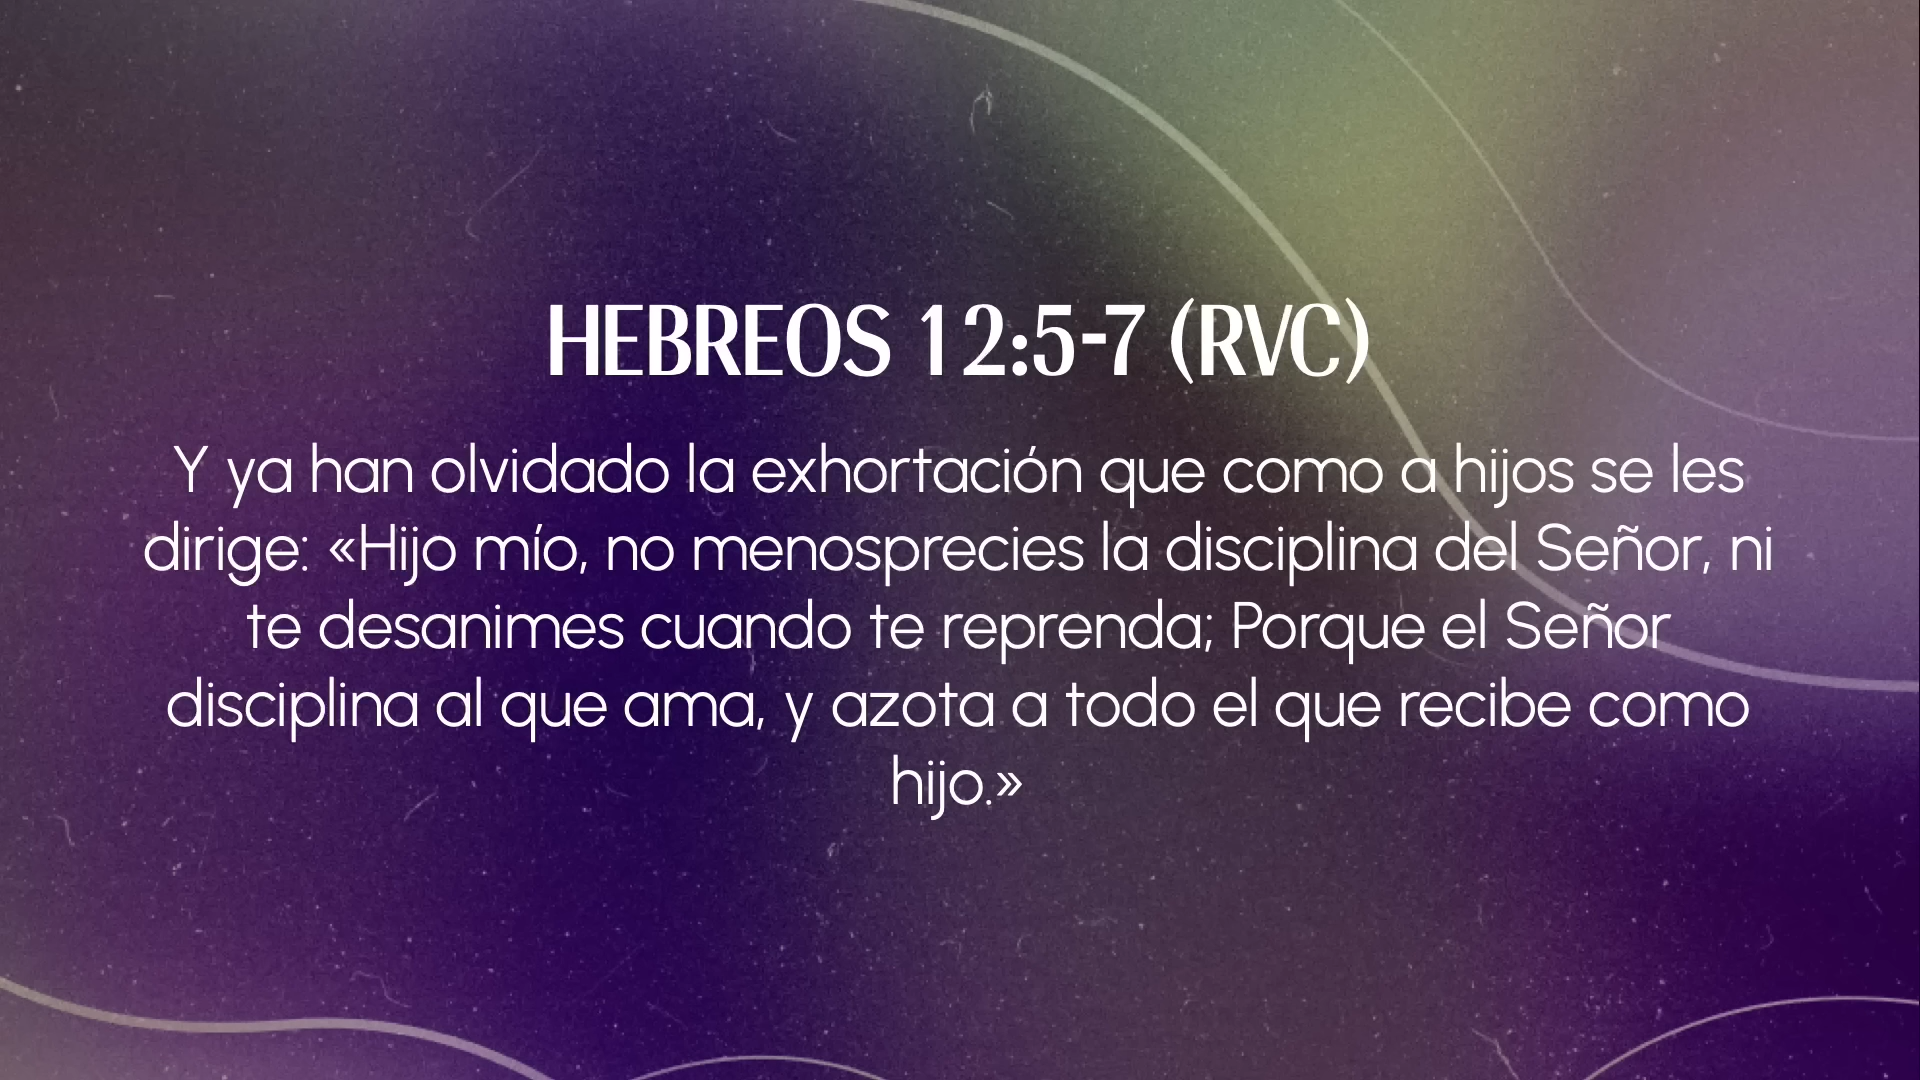 HEBREOS 12:5-7 (RVC)
Y ya han olvidado la exhortación que como a hijos se les
dirige: «Hijo mío, no menosprecies la disciplina del Señor, ni
te desanimes cuando te reprenda; Porque el Señor
disciplina al que ama, y azota a todo el que recibe como
hijo.»